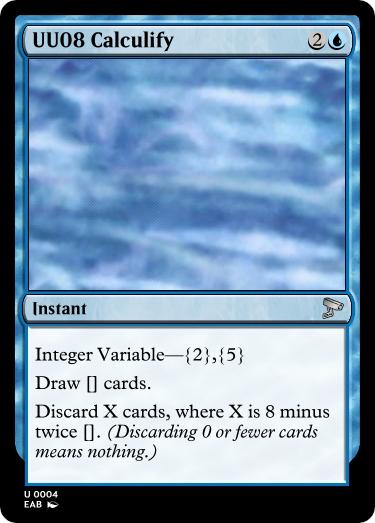 UU08 Calculify
2
Instant
Integer Variable—{2},{5}
Draw [] cards.
Discard X cards, where X is 8 minus
twice []. (Discarding 0 or fewer cards
means nothing.)
U 0004
EAB